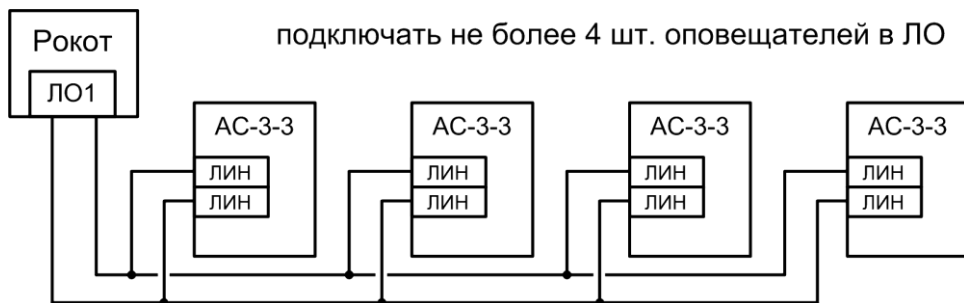 Рокот
подключать не более 4 шт. оповещателей в ЛО
ЛО1
АС-3-3
АС-3-3
АС-3-3
АС-3-3
ЛИН
ЛИН
ЛИН
ЛИН
ЛИН
ЛИН
ЛИН
ЛИН